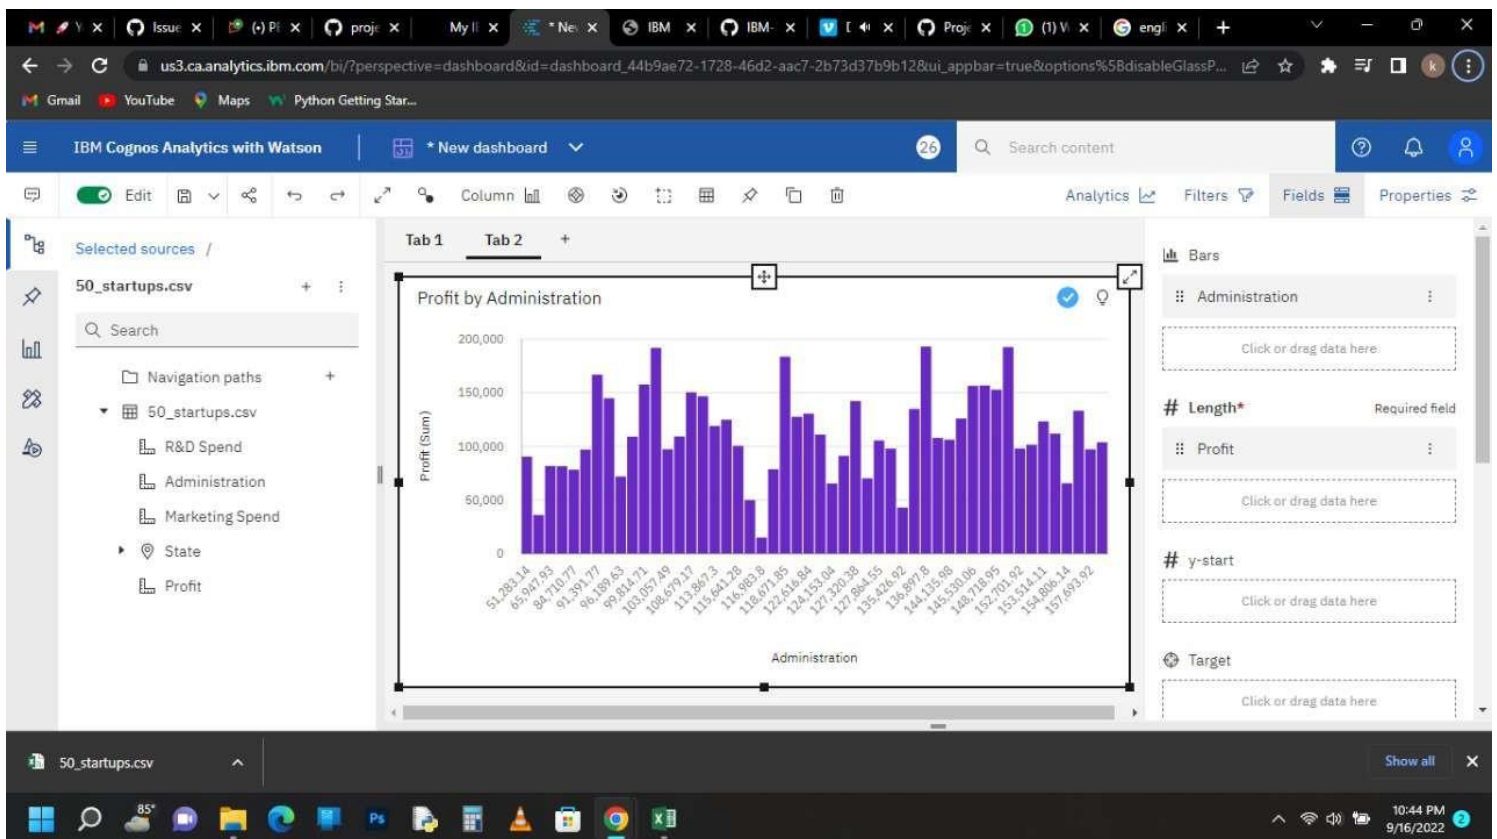 Y
Issue
(•) Pl
proje
My Il
* Nev
IBM
IBM-
[
Proje
(1) W
engli
us3.ca.analytics.ibm.com/bi/?perspective=dashboard&id=dashboard_44b9ae72-1728-46d2-aac7-2b73d37b9b12&ui_appbar=true&options%5BdisableGlassP...
k
Gmail
YouTube
Maps
Python Getting Star...
IBM Cognos Analytics with Watson
* New dashboard
26
Search content
Edit
Column
Analytics
Filters
Fields
Properties
Selected sources /
50_startups.csv
Search
Navigation paths
50_startups.csv
R&D Spend
Administration
Marketing Spend
State
Profit
Tab 1
Tab 2
Profit by Administration
Profit (Sum)
200,000
150,000
100,000
50,000
0
51,283.14
65,947.93
84,710.77
91,391.77
96,189.63
99,814.71
103,057.49
108,679.17
113,867.3
115,641.28
116,983.8
118,671.85
122,616.84
124,153.04
127,320.38
127,864.55
135,426.92
136,897.8
144,135.98
145,530.06
148,718.95
152,701.92
153,514.11
154,806.14
157,693.92
Administration
Bars
Administration
Click or drag data here
# Length*
Required field
Profit
Click or drag data here
# y-start
Click or drag data here
Target
Click or drag data here
50_startups.csv
Show all
85°
Ps
10:44 PM
9/16/2022
2